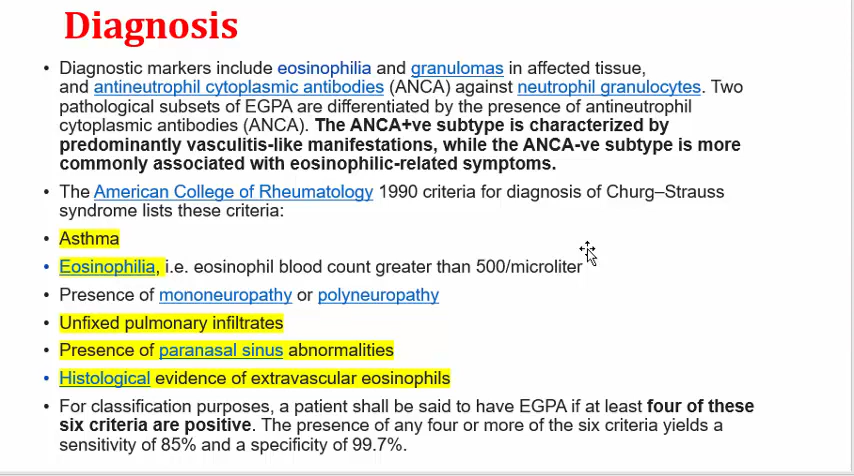 Diagnosis
• Diagnostic markers include eosinophilia and granulomas in affected tissue,
and antineutrophil cytoplasmic antibodies (ANCA) against neutrophil granulocytes. Two
pathological subsets of EGPA are differentiated by the presence of antineutrophil
cytoplasmic antibodies (ANCA). The ANCA+ve subtype is characterized by
predominantly vasculitis-like manifestations, while the ANCA-ve subtype is more
commonly associated with eosinophilic-related symptoms.
• The American College of Rheumatology 1990 criteria for diagnosis of Churg–Strauss
syndrome lists these criteria:
• Asthma
• Eosinophilia, i.e. eosinophil blood count greater than 500/microliter
• Presence of mononeuropathy or polyneuropathy
• Unfixed pulmonary infiltrates
• Presence of paranasal sinus abnormalities
• Histological evidence of extravascular eosinophils
• For classification purposes, a patient shall be said to have EGPA if at least four of these
six criteria are positive. The presence of any four or more of the six criteria yields a
sensitivity of 85% and a specificity of 99.7%.